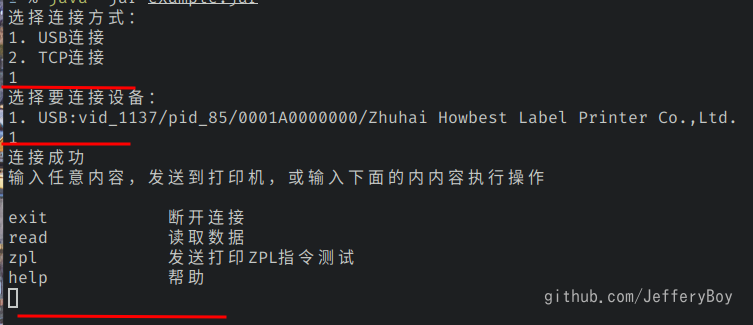 % java -jar example.jar
选择连接方式:
1. USB连接
2. TCP连接
1
选择要连接设备:
1. USB:vid_1137/pid_85/0001A0000000/Zhuhai Howbest Label Printer Co.,Ltd.
1
连接成功
输入任意内容，发送到打印机，或输入下面的内内容执行操作
exit 断开连接
read 读取数据
zpl 发送打印ZPL指令测试
help 帮助
github.com/JefferyBoy